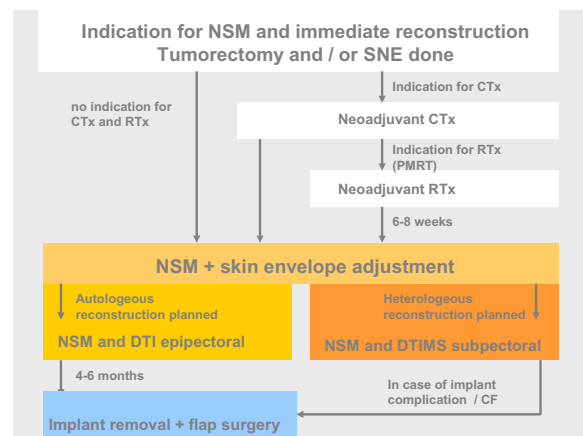 Indication for NSM and immediate reconstruction
Tumorectomy and / or SNE done
Indication for CTx
no indication for
CTx and RTx
Neoadjuvant CTx
Indication for RTx
(PMRT)
Neoadjuvant RTx
6-8 weeks
NSM + skin envelope adjustment
Autologeous
reconstruction planned
Heterologeous
reconstruction planned
NSM and DTI epipectoral
NSM and DTIMS subpectoral
4-6 months
In case of implant
complication / CF
Implant removal + flap surgery